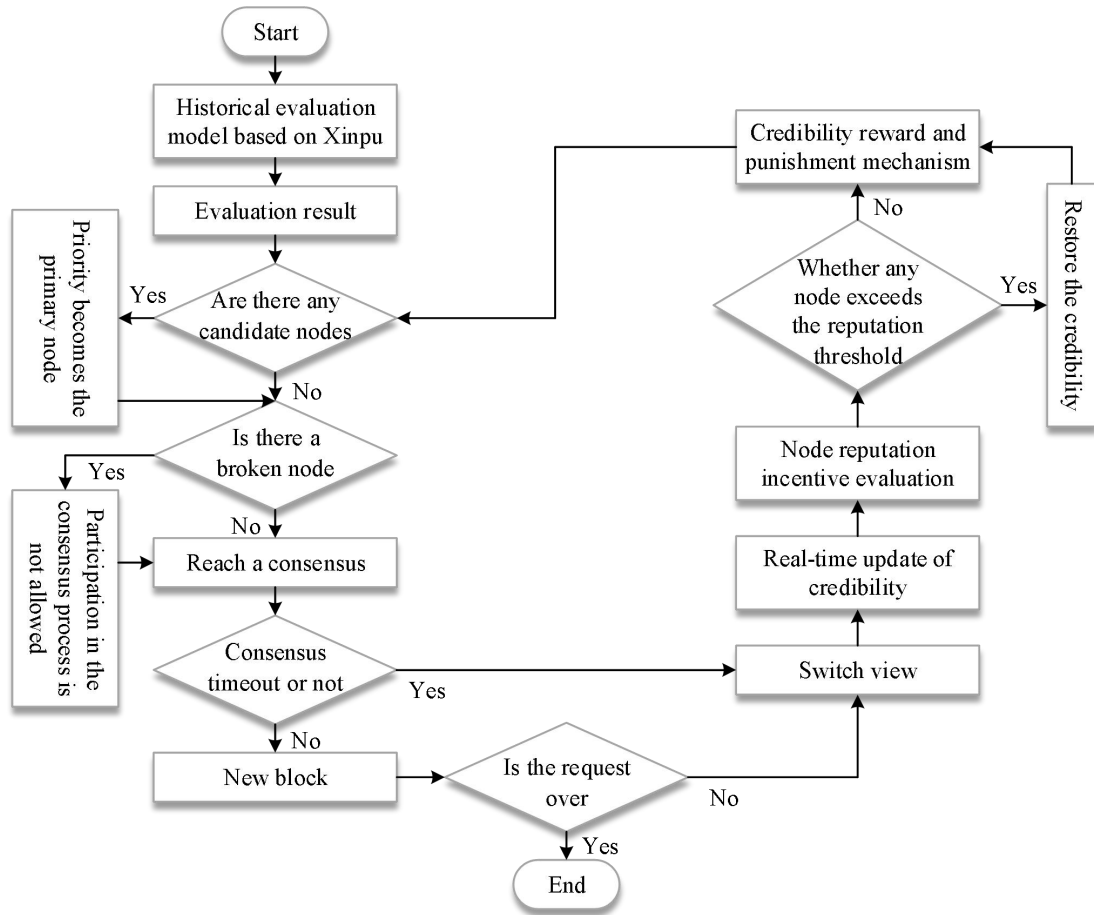 Start
Historical evaluation
model based on Xinpu
Evaluation result
Are there any
candidate nodes
Yes
Priority becomes the
primary node
No
Is there a
broken node
Yes
Participation in the
consensus process is
not allowed
No
Reach a consensus
Consensus
timeout or not
Yes
No
New block
Is the request
over
No
Yes
End
Switch view
Real-time update of
credibility
Node reputation
incentive evaluation
Whether any
node exceeds
the reputation
threshold
Yes
Restore the credibility
No
Credibility reward and
punishment mechanism